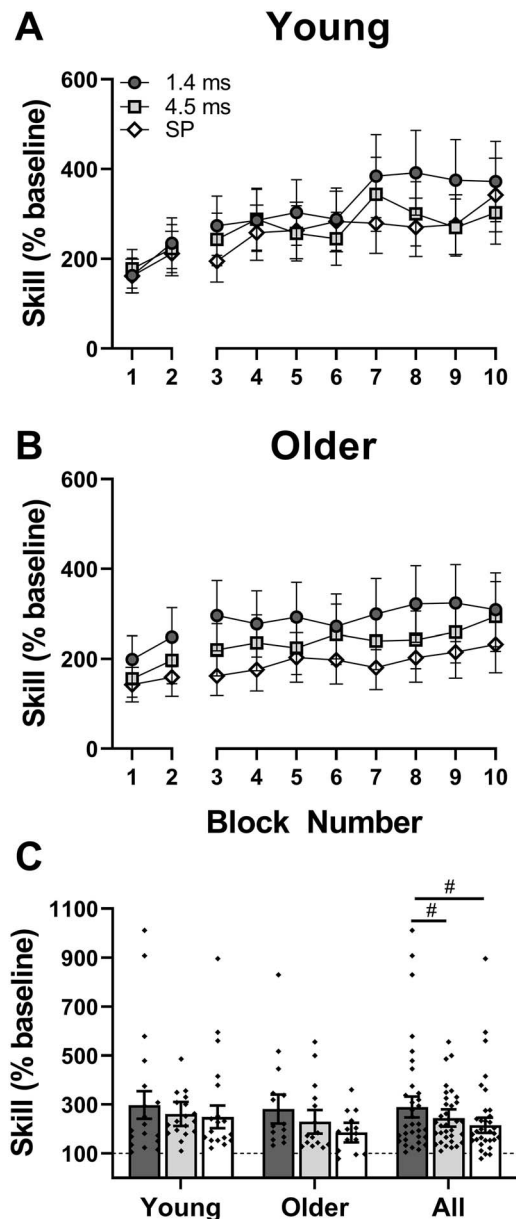 A
Young
600
1.4 ms
4.5 ms
SP
400
200
0
Skill (% baseline)
1 2 3 4 5 6 7 8 9 10
B
Older
600
400
200
0
Skill (% baseline)
1 2 3 4 5 6 7 8 9 10
Block Number
C
1100
900
700
500
300
100
Skill (% baseline)
#
#
Young Older All